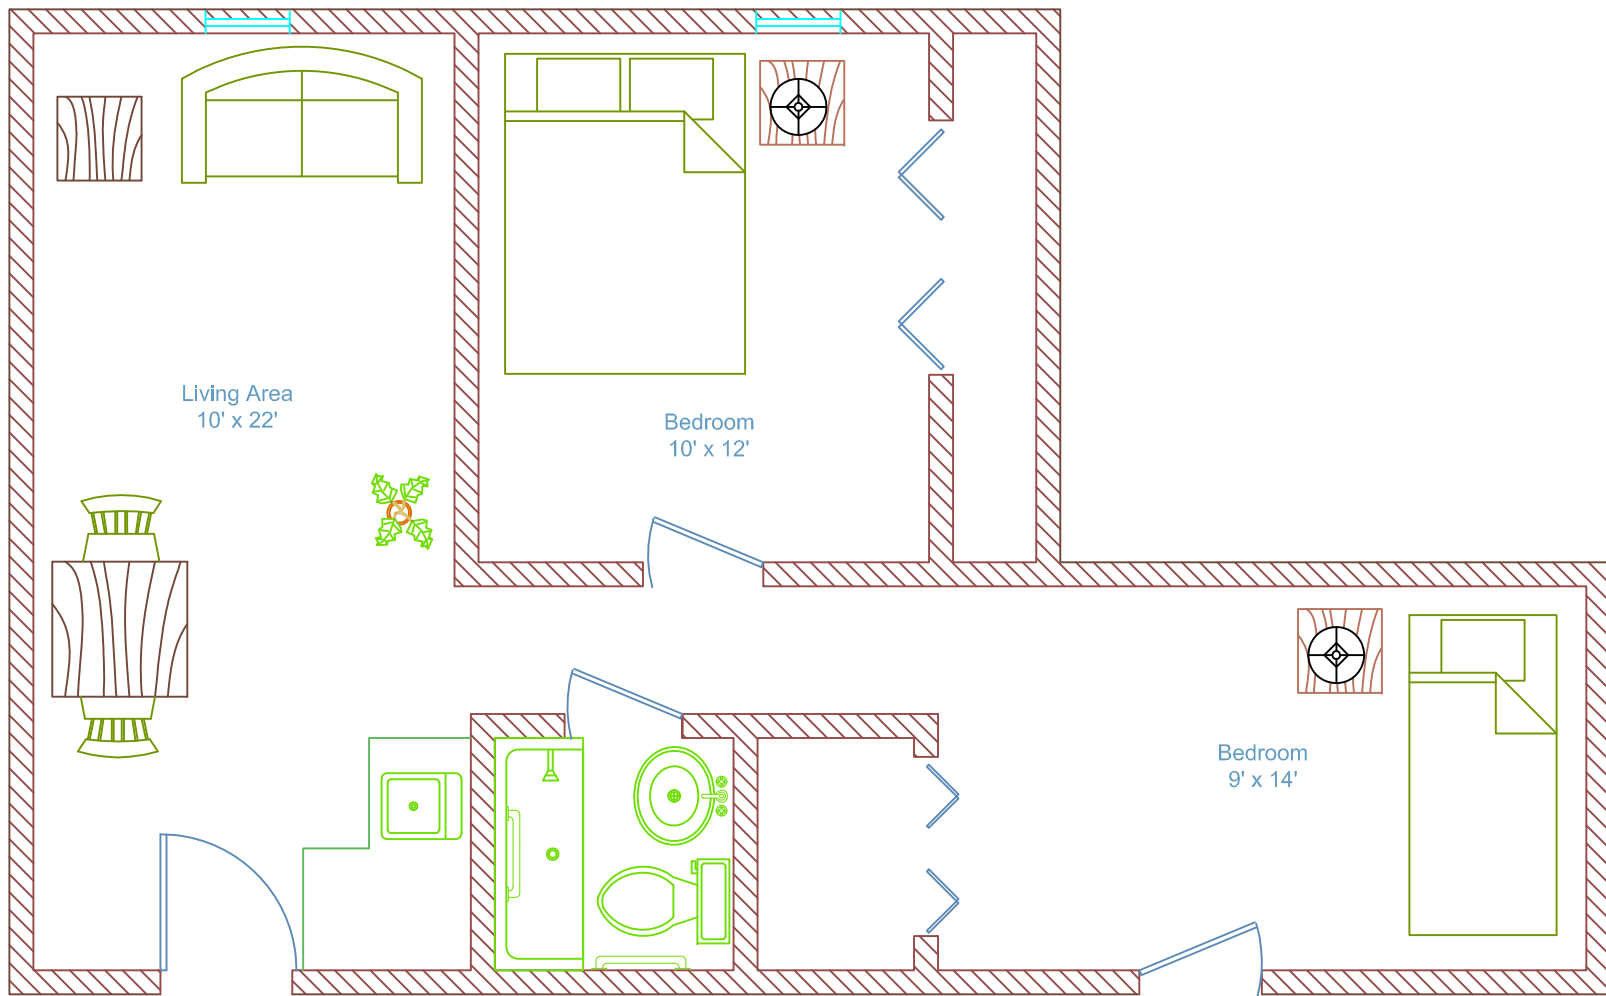 Living Area
10' x 22'
Bedroom
10' x 12'
Bedroom
9' x 14'